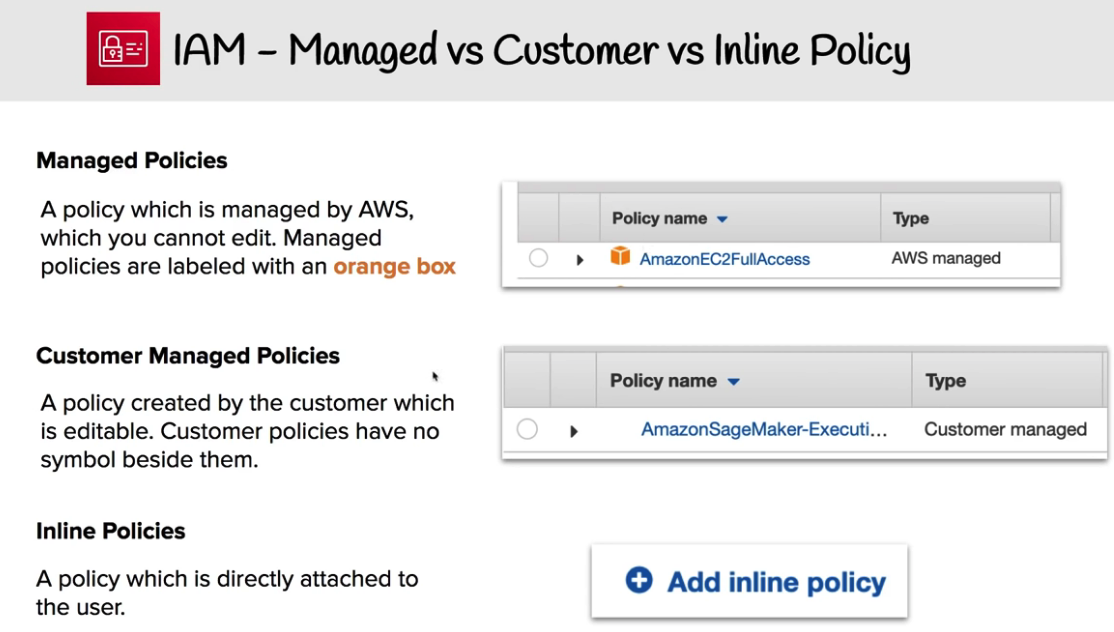 IAM – Managed vs Customer vs Inline Policy
Managed Policies
A policy which is managed by AWS,
which you cannot edit. Managed
policies are labeled with an orange box
Policy name Type
AmazonEC2FullAccess AWS managed
Customer Managed Policies
A policy created by the customer which
is editable. Customer policies have no
symbol beside them.
Policy name Type
AmazonSageMaker-Executi... Customer managed
Inline Policies
A policy which is directly attached to
the user.
Add inline policy